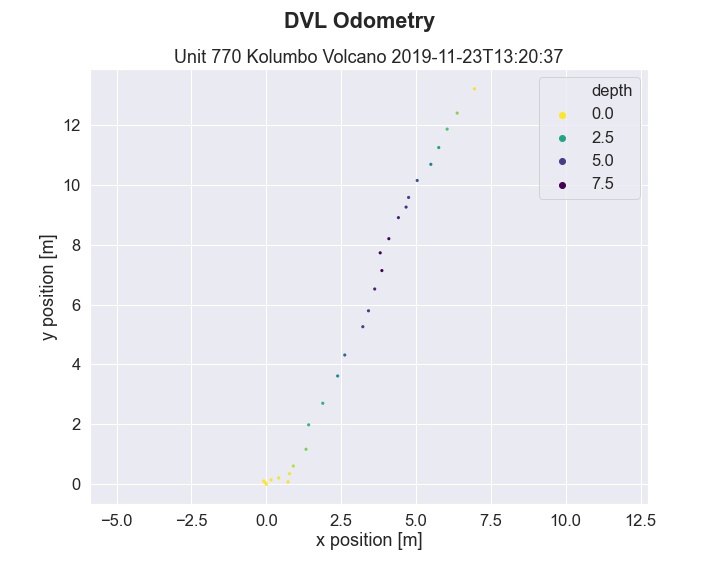 DVL Odometry
Unit 770 Kolumbo Volcano 2019-11-23T13:20:37
depth
0.0
2.5
5.0
7.5
12
10
8
6
4
2
0
y position [m]
−5.0 −2.5 0.0 2.5 5.0 7.5 10.0 12.5
x position [m]